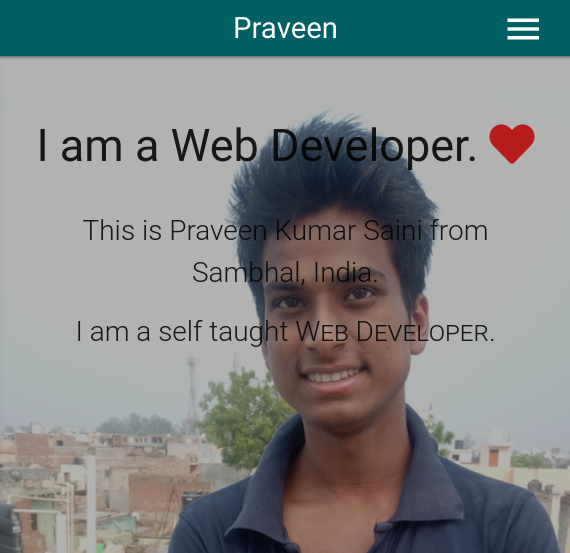 Praveen
I am a Web Developer.
This is Praveen Kumar Saini from
Sambhal, India.
I am a self taught WEB DEVELOPER.